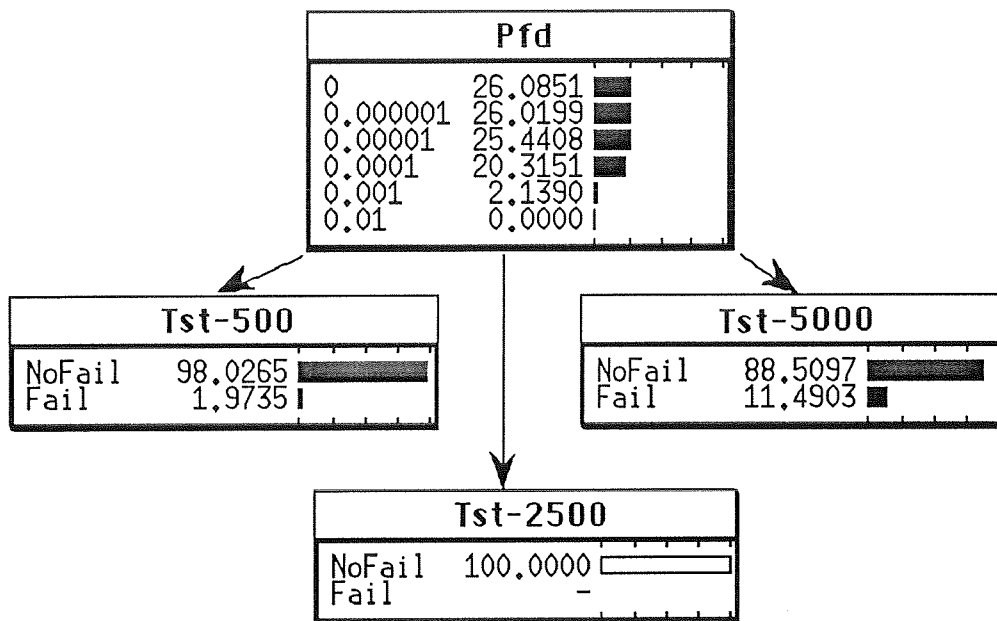 Pfd
0 26.0851
0.000001 26.0199
0.00001 25.4408
0.0001 20.3151
0.001 2.1390
0.01 0.0000
Tst-500
NoFail 98.0265
Fail 1.9735
Tst-5000
NoFail 88.5097
Fail 11.4903
Tst-2500
NoFail 100.0000
Fail -